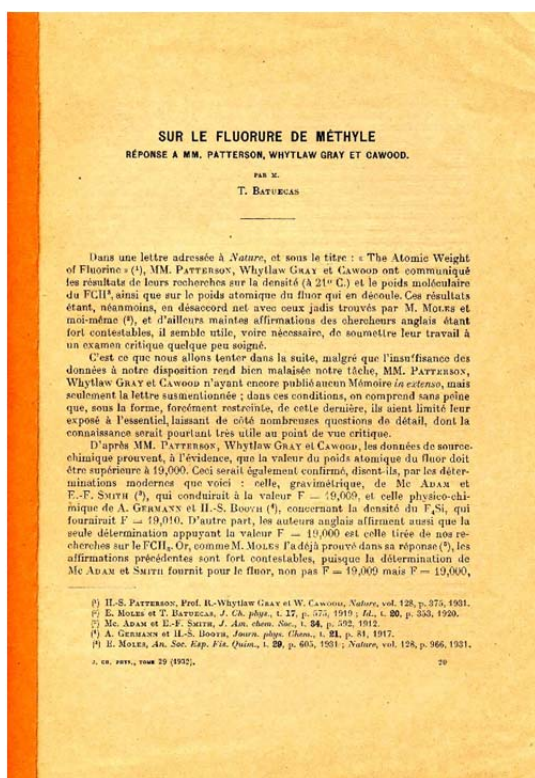 SUR LE FLUORURE DE MÉTHYLE
RÉPONSE A MM. PATTERSON, WHYTLAW GRAY ET CAWOOD.
PAR M.
T. BATUECAS
Dans une lettre adressée à Nature, et sous le titre : « The Atomic Weight
of Fluorine » (¹), MM. PATTERSON, Whytlaw GRAY et CAWOOD ont communiqué
les résultats de leurs recherches sur la densité (à 21° C.) et le poids moléculaire
du FCH³, ainsi que sur le poids atomique du fluor qui en découle. Ces résultats
étant, néanmoins, en désaccord net avec ceux jadis trouvés par M. MOLES et
moi-même (²), et d'ailleurs maintes affirmations des chercheurs anglais étant
fort contestables, il semble utile, voire nécessaire, de soumettre leur travail à
un examen critique quelque peu soigné.
C'est ce que nous allons tenter dans la suite, malgré que l'insuffisance des
données à notre disposition rend bien malaisée notre tâche, MM. PATTERSON,
Whytlaw GRAY et CAWOOD n'ayant encore publié aucun Mémoire in extenso, mais
seulement la lettre susmentionnée ; dans ces conditions, on comprend sans peine
que, sous la forme, forcément restreinte, de cette dernière, ils aient limité leur
exposé à l'essentiel, laissant de côté nombreuses questions de détail, dont la
connaissance serait pourtant très utile au point de vue critique.
D'après MM. PATTERSON, Whytlaw GRAY et CAWOOD, les données de source-
chimique prouvent, à l'évidence, que la valeur du poids atomique du fluor doit
être supérieure à 19,000. Ceci serait également confirmé, disent-ils, par les déter-
minations modernes que voici : celle, gravimétrique, de Mc ADAM et
E.-F. SMITH (³), qui conduirait à la valeur F = 19,009, et celle physico-chi-
mique de A. GERMANN et H.-S. BOOTH (⁴), concernant la densité du F₄Si, qui
fournirait F = 19,010. D'autre part, les auteurs anglais affirment aussi que la
seule détermination appuyant la valeur F = 19,000 est celle tirée de nos re-
cherches sur le FCH₃. Or, comme M. MOLES l'a déjà prouvé dans sa réponse (⁵), les
affirmations précédentes sont fort contestables, puisque la détermination de
Mc ADAM et SMITH fournit pour le fluor, non pas F = 19,009 mais F = 19,000,
(¹) H.-S. PATTERSON, Prof. R.-Whytlaw GRAY et W. CAWOOD, Nature, vol. 128, p. 375, 1931.
(²) E. MOLES et T. BATUECAS, J. Ch. phys., t. 17, p. 575, 1919 ; Id., t. 20, p. 353, 1920.
(³) Mc. ADAM et E.-F. SMITH, J. Am. chem. Soc., t. 34, p. 592, 1912.
(⁴) A. GERMANN et H.-S. BOOTH, Journ. phys. Chem., t. 21, p. 81, 1917.
(⁵) E. MOLES, An. Soc. Esp. Fis. Quim., t. 29, p. 605, 1931 ; Nature, vol. 128, p. 966, 1931.
J. CH. PHYS., TOME 29 (1932). 20